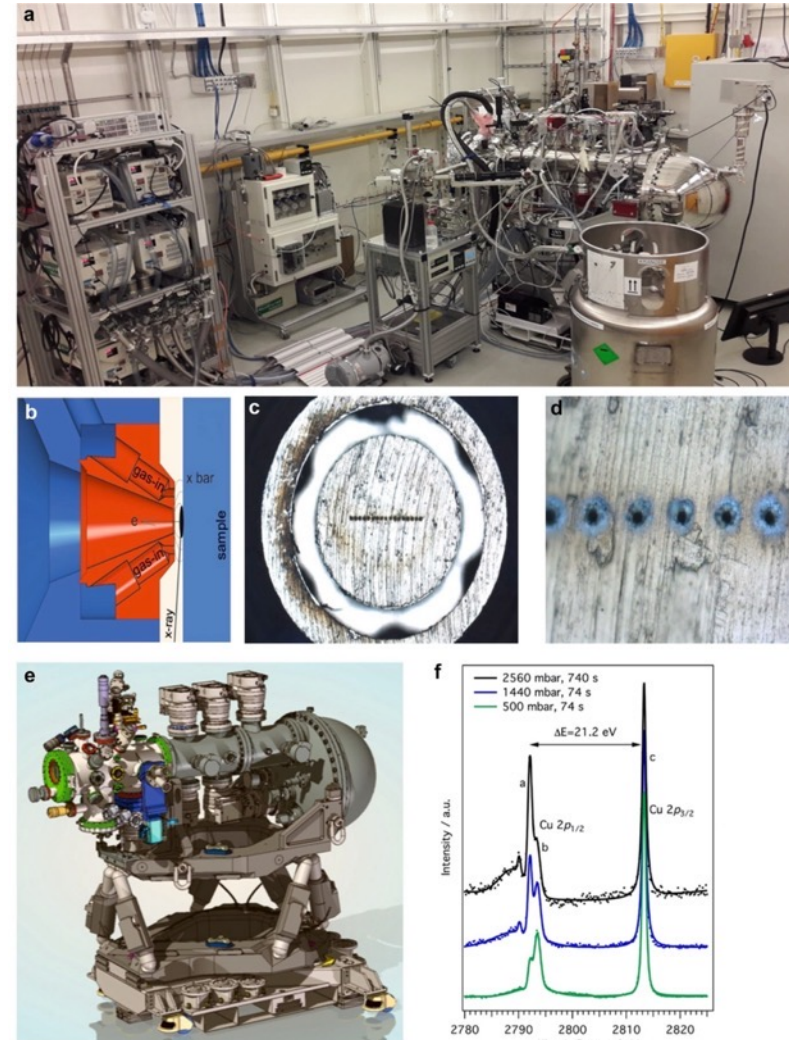 a
b
gas-in
x bar
e-
gas-in
x-ray
sample
c
d
e
f
2560 mbar, 740 s
1440 mbar, 74 s
500 mbar, 74 s
ΔE=21.2 eV
a
c
Cu 2p1/2
Cu 2p3/2
b
Intensity / a.u.
2780 2790 2800 2810 2820